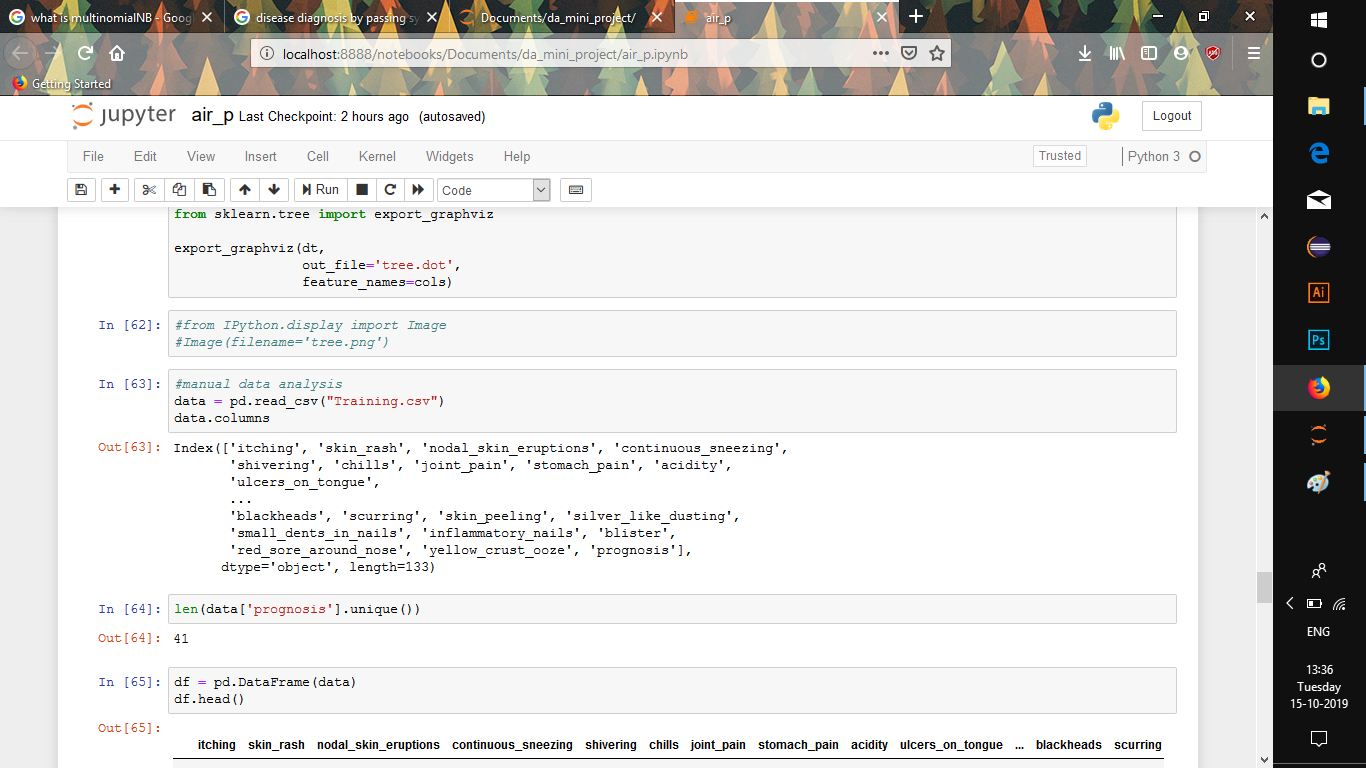 what is multinomialNB - Goog
disease diagnosis by passing sy
Documents/da_mini_project/
air_p
localhost:8888/notebooks/Documents/da_mini_project/air_p.ipynb
Getting Started
jupyter air_p Last Checkpoint: 2 hours ago (autosaved)
Logout
File Edit View Insert Cell Kernel Widgets Help
Trusted
Python 3
Run
Code
from sklearn.tree import export_graphviz
export_graphviz(dt,
out_file='tree.dot',
feature_names=cols)
In [62]: #from IPython.display import Image
#Image(filename='tree.png')
In [63]: #manual data analysis
data = pd.read_csv("Training.csv")
data.columns
Out[63]: Index(['itching', 'skin_rash', 'nodal_skin_eruptions', 'continuous_sneezing',
'shivering', 'chills', 'joint_pain', 'stomach_pain', 'acidity',
'ulcers_on_tongue',
...
'blackheads', 'scurring', 'skin_peeling', 'silver_like_dusting',
'small_dents_in_nails', 'inflammatory_nails', 'blister',
'red_sore_around_nose', 'yellow_crust_ooze', 'prognosis'],
dtype='object', length=133)
In [64]: len(data['prognosis'].unique())
Out[64]: 41
In [65]: df = pd.DataFrame(data)
df.head()
Out[65]:
itching skin_rash nodal_skin_eruptions continuous_sneezing shivering chills joint_pain stomach_pain acidity ulcers_on_tongue ... blackheads scurring
Ai
Ps
ENG
13:36
Tuesday
15-10-2019